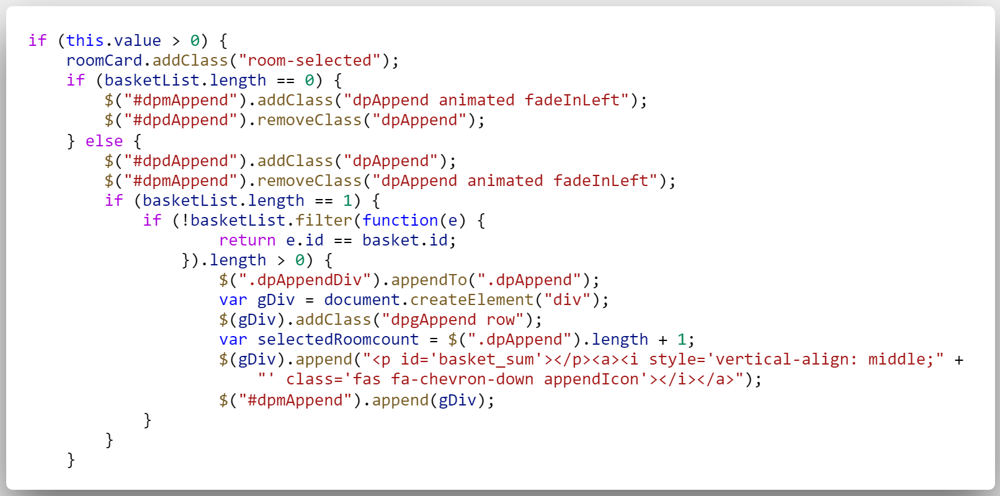 if (this.value > 0) {
    roomCard.addClass("room-selected");
    if (basketList.length == 0) {
        $("#dpmAppend").addClass("dpAppend animated fadeInLeft");
        $("#dpdAppend").removeClass("dpAppend");
    } else {
        $("#dpdAppend").addClass("dpAppend");
        $("#dpmAppend").removeClass("dpAppend animated fadeInLeft");
        if (basketList.length == 1) {
            if (!basketList.filter(function(e) {
                    return e.id == basket.id;
                }).length > 0) {
                    $(".dpAppendDiv").appendTo(".dpAppend");
                    var gDiv = document.createElement("div");
                    $(gDiv).addClass("dpgAppend row");
                    var selectedRoomcount = $(".dpAppend").length + 1;
                    $(gDiv).append("<p id='basket_sum'></p><a><i style='vertical-align: middle;" +
                        "' class='fas fa-chevron-down appendIcon'></i></a>");
                    $("#dpmAppend").append(gDiv);
            }
        }
    }